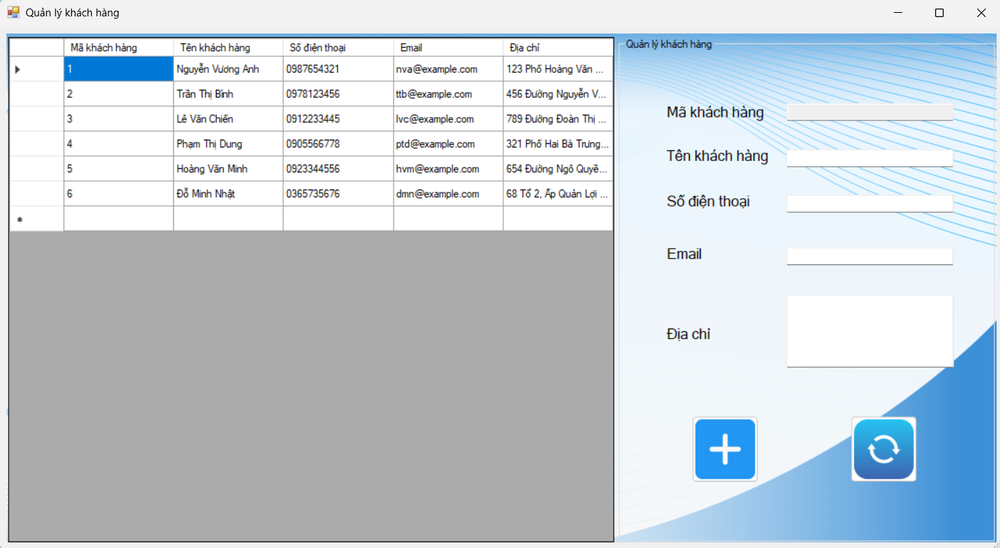 Quản lý khách hàng
Mã khách hàng Tên khách hàng Số điện thoại Email Địa chỉ
1 Nguyễn Vương Anh 0987654321 nva@example.com 123 Phố Hoàng Văn ...
2 Trần Thị Bình 0978123456 ttb@example.com 456 Đường Nguyễn V...
3 Lê Văn Chiến 0912233445 lvc@example.com 789 Đường Đoàn Thị ...
4 Phạm Thị Dung 0905566778 ptd@example.com 321 Phố Hai Bà Trưng...
5 Hoàng Văn Minh 0923344556 hvm@example.com 654 Đường Ngô Quyề...
6 Đỗ Minh Nhật 0365735676 dmn@example.com 68 Tổ 2, Ấp Quản Lợi ...
Quản lý khách hàng
Mã khách hàng
Tên khách hàng
Số điện thoại
Email
Địa chỉ